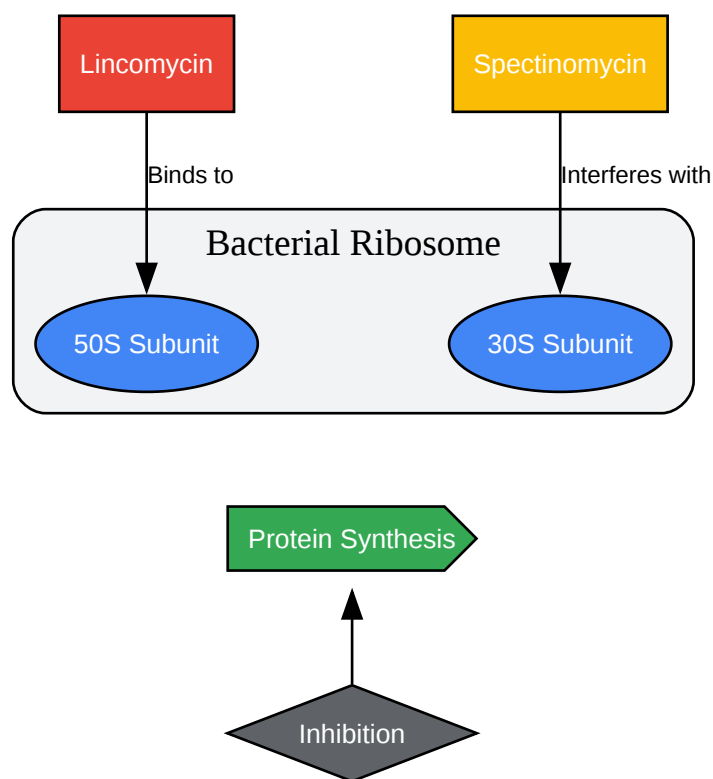 Lincomycin
Spectinomycin
Binds to
Interferes with
Bacterial Ribosome
50S Subunit
30S Subunit
Protein Synthesis
Inhibition